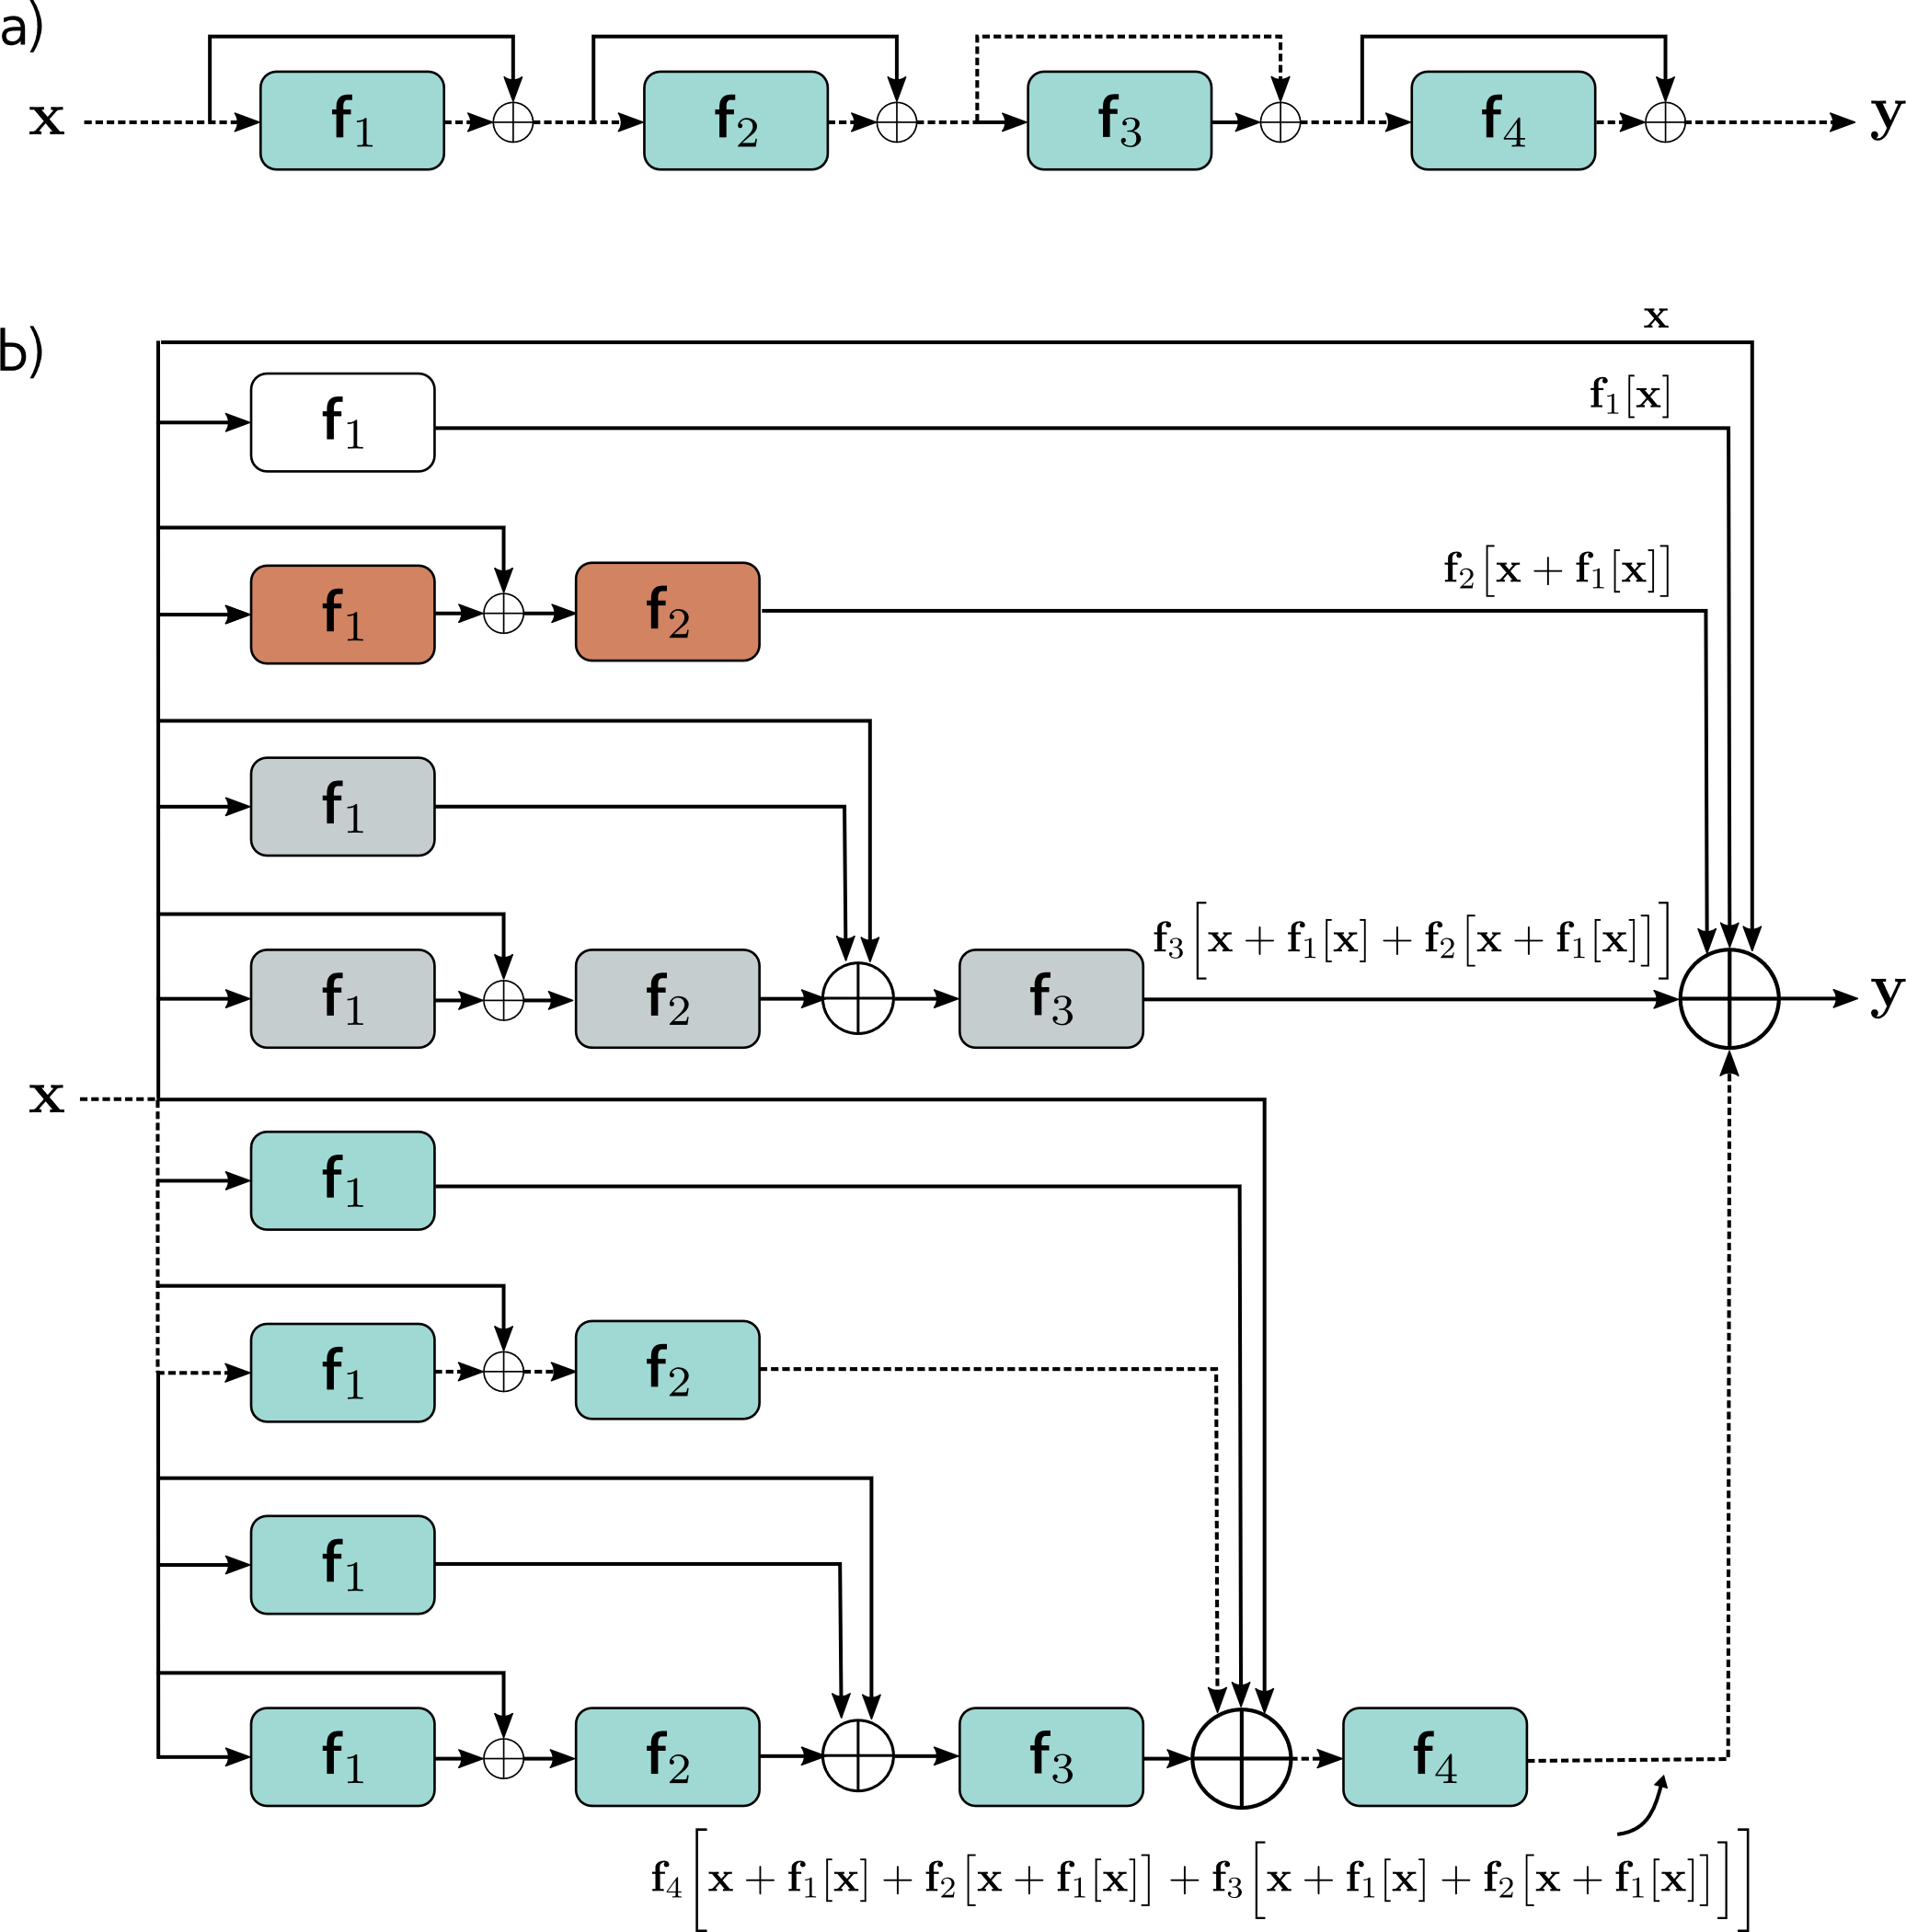 a)
x f₁ f₂ f₃ f₄ y
b)
x
f₁ f₁[x]
f₁ f₂ f₂[x + f₁[x]]
f₁
f₁ f₂ f₃ f₃[x + f₁[x] + f₂[x + f₁[x]]]
y
x
f₁
f₁ f₂
f₁
f₁ f₂ f₃ f₄
f₄[x + f₁[x] + f₂[x + f₁[x]] + f₃[x + f₁[x] + f₂[x + f₁[x]]]]